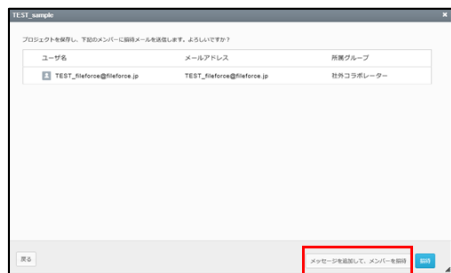 TEST_sample
プロジェクトを保存し、下記のメンバーに招待メールを送信します。よろしいですか？
ユーザ名 メールアドレス 所属グループ
TEST_fileforce@fileforce.jp TEST_fileforce@fileforce.jp 社外コラボレーター
戻る メッセージを追加して、メンバーを招待 招待